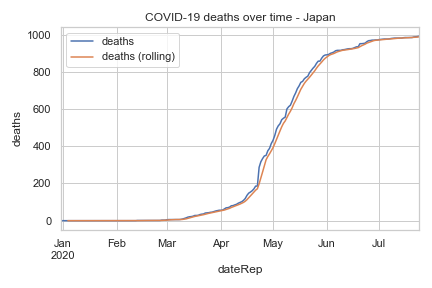 COVID-19 deaths over time - Japan
deaths
deaths (rolling)
1000
800
600
400
200
0
deaths
Jan Feb Mar Apr May Jun Jul
2020
dateRep